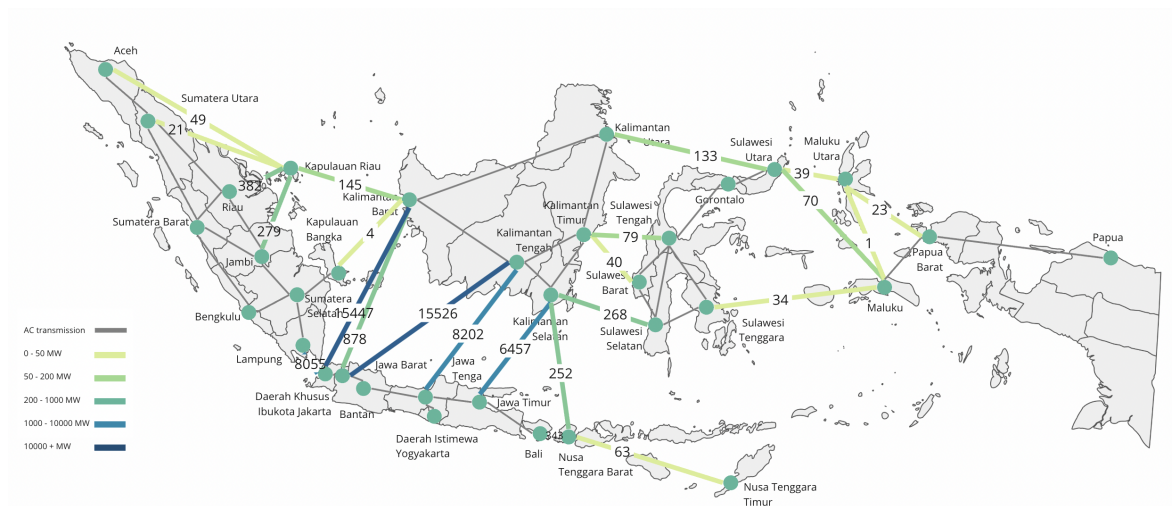 Aceh
Sumatera Utara
49
21
Kapulauan Riau
382
Riau
145
Kalimantan
Barat
Sumatera Barat
279
Kapulauan
Bangka
4
Jambi
Sumatera
Selatan
Bengkulu
Lampung
15447
878
8055
15526
8202
6457
Kalimantan
Utara
133
Sulawesi
Utara
Maluku
Utara
39
70
Gorontalo
23
1
Kalimantan
Timur
Sulawesi
Tengah
79
40
Kalimantan
Tengah
Sulawesi
Barat
Kalimantan
Selatan
268
Sulawesi
Selatan
34
Sulawesi
Tenggara
Maluku
Papua
Barat
Papua
252
Jawa Barat
Jawa
Tenga
Jawa Timur
Daerah Khusus
Ibukota Jakarta
Bantan
Daerah Istimewa
Yogyakarta
Bali
Nusa
Tenggara Barat
63
Nusa Tenggara
Timur
AC transmission
0 - 50 MW
50 - 200 MW
200 - 1000 MW
1000 - 10000 MW
10000 + MW